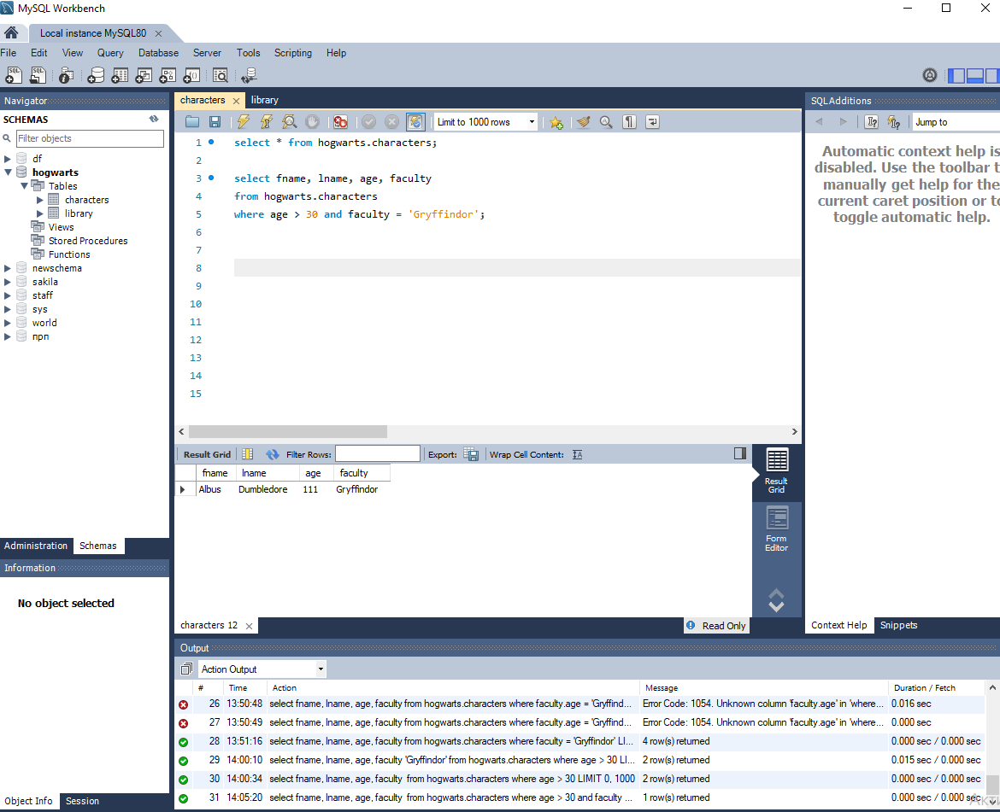 MySQL Workbench
Local instance MySQL80
File Edit View Query Database Server Tools Scripting Help
Navigator
SCHEMAS
Filter objects
df
hogwarts
Tables
characters
library
Views
Stored Procedures
Functions
newschema
sakila
staff
sys
world
прп
Administration Schemas
Information
No object selected
Object Info Session
characters library
Limit to 1000 rows
1 select * from hogwarts.characters;
2
3 select fname, lname, age, faculty
4 from hogwarts.characters
5 where age > 30 and faculty = 'Gryffindor';
6
7
8
9
10
11
12
13
14
15
Result Grid Filter Rows: Export: Wrap Cell Content:
fname lname age faculty
Albus Dumbledore 111 Gryffindor
Result Grid
Form Editor
characters 12
Read Only
SQLAdditions
Jump to
Automatic context help is
disabled. Use the toolbar t
manually get help for the
current caret position or to
toggle automatic help.
Context Help Snippets
Output
Action Output
# Time Action Message Duration / Fetch
26 13:50:48 select fname, lname, age, faculty from hogwarts.characters where faculty.age = 'Gryffind... Error Code: 1054. Unknown column 'faculty.age' in 'where... 0.016 sec
27 13:50:49 select fname, lname, age, faculty from hogwarts.characters where faculty.age = 'Gryffind... Error Code: 1054. Unknown column 'faculty.age' in 'where... 0.000 sec
28 13:51:16 select fname, lname, age, faculty from hogwarts.characters where faculty = 'Gryffindor' LI... 4 row(s) returned 0.000 sec / 0.000 sec
29 14:00:10 select fname, lname, age, faculty 'Gryffindor' from hogwarts.characters where age > 30 LI... 2 row(s) returned 0.015 sec / 0.000 sec
30 14:00:34 select fname, lname, age, faculty from hogwarts.characters where age > 30 LIMIT 0, 1000 2 row(s) returned 0.000 sec / 0.000 sec
31 14:05:20 select fname, lname, age, faculty from hogwarts.characters where age > 30 and faculty ... 1 row(s) returned 0.000 sec / 0.000 sec